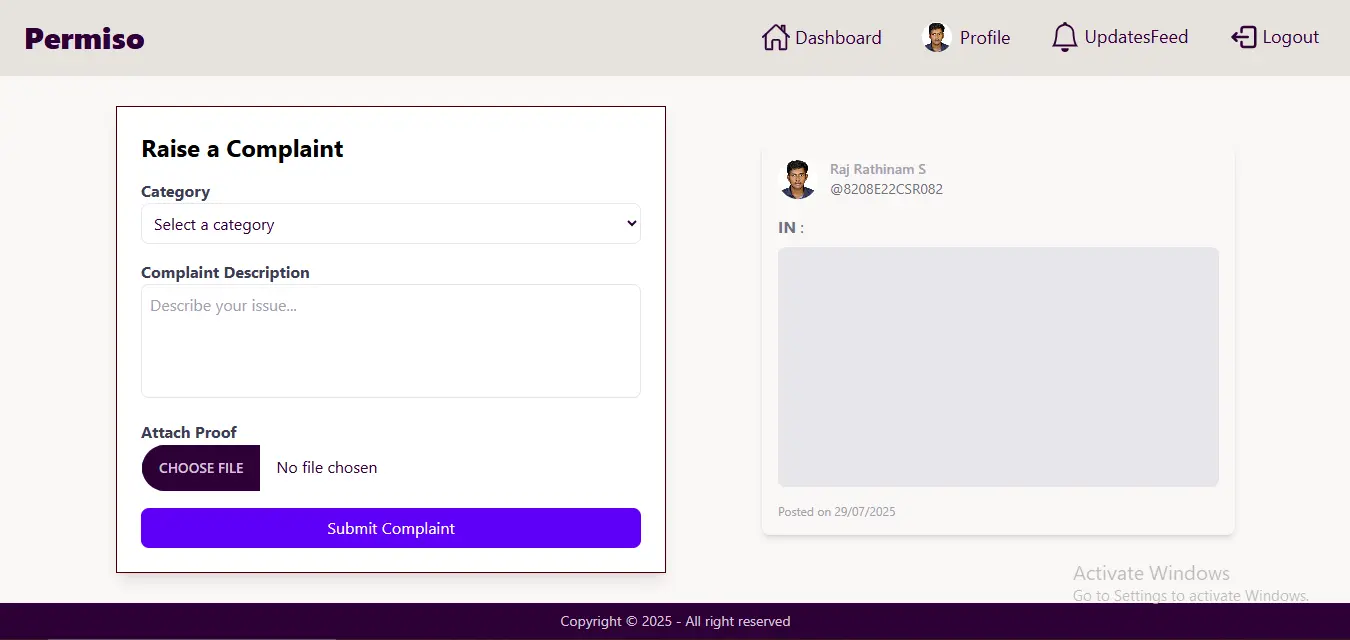 Permiso
Dashboard
Profile
UpdatesFeed
Logout
Raise a Complaint
Category
Select a category
Complaint Description
Describe your issue...
Attach Proof
CHOOSE FILE
No file chosen
Submit Complaint
Raj Rathinam S
@8208E22CSR082
IN :
Posted on 29/07/2025
Activate Windows
Go to Settings to activate Windows.
Copyright © 2025 - All right reserved